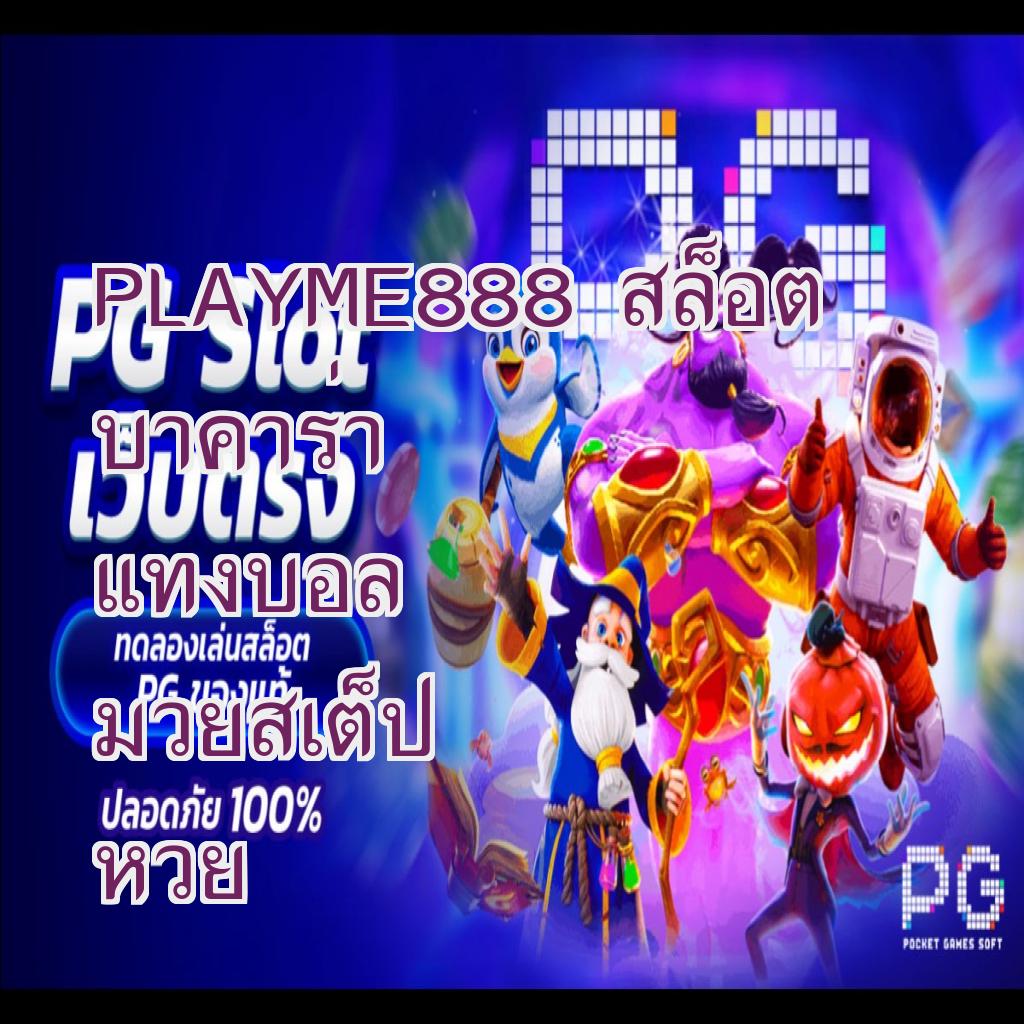 PG
PLAYME888 สล็อต
PG Slot
บาคาร่า
เว็บตรง
แทงบอล
ทดลองเล่นสล็อต
PG ของแท้
มวยสเต็ป
ปลอดภัย 100%
หวย
PG
POCKET GAMES SOFT